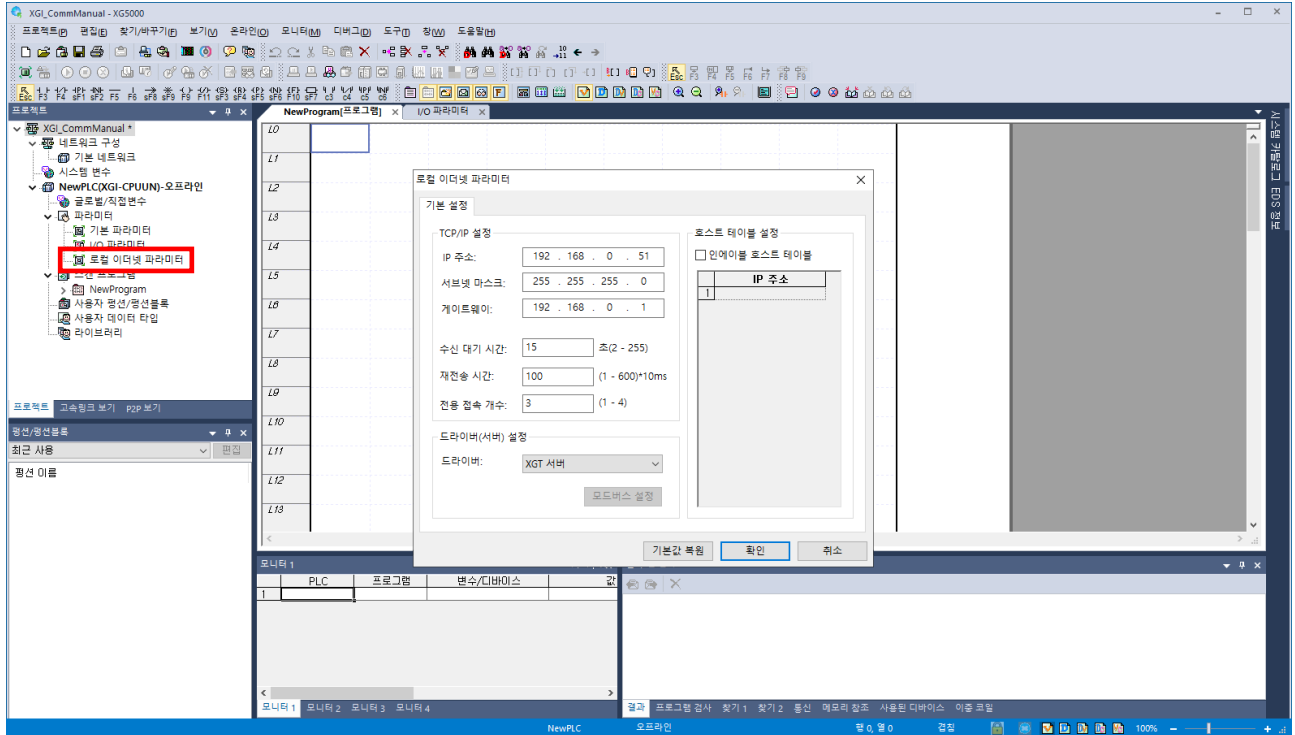 XGI_CommManual - XG5000
프로젝트(P) 편집(E) 찾기/바꾸기(F) 보기(V) 온라인(O) 모니터(M) 디버그(D) 도구(T) 창(W) 도움말(H)
프로젝트
NewProgram[프로그램] × I/O 파라미터 ×
XGI_CommManual *
네트워크 구성
기본 네트워크
시스템 변수
NewPLC(XGI-CPUUN)-오프라인
글로벌/직접변수
파라미터
기본 파라미터
I/O 파라미터
로컬 이더넷 파라미터
스캔 프로그램
NewProgram
사용자 펑션/펑션블록
사용자 데이터 타입
라이브러리
프로젝트 고속링크 보기 P2P 보기
펑션/펑션블록
최근 사용 편집
펑션 이름
L0
L1
L2
L3
L4
L5
L6
L7
L8
L9
L10
L11
L12
L13
로컬 이더넷 파라미터
기본 설정
TCP/IP 설정
IP 주소: 192 . 168 . 0 . 51
서브넷 마스크: 255 . 255 . 255 . 0
게이트웨이: 192 . 168 . 0 . 1
수신 대기 시간: 15 초(2 - 255)
재전송 시간: 100 (1 - 600)*10ms
전용 접속 개수: 3 (1 - 4)
드라이버(서버) 설정
드라이버: XGT 서버
모드버스 설정
호스트 테이블 설정
인에이블 호스트 테이블
IP 주소
1
기본값 복원 확인 취소
시스템 카탈로그
EDS 정보
모니터 1
PLC 프로그램 변수/디바이스 값
1
모니터 1 모니터 2 모니터 3 모니터 4
결과 프로그램 검사 찾기 1 찾기 2 통신 메모리 참조 사용된 디바이스 이중 코일
NewPLC 오프라인 행 0, 열 0 겹침 100%